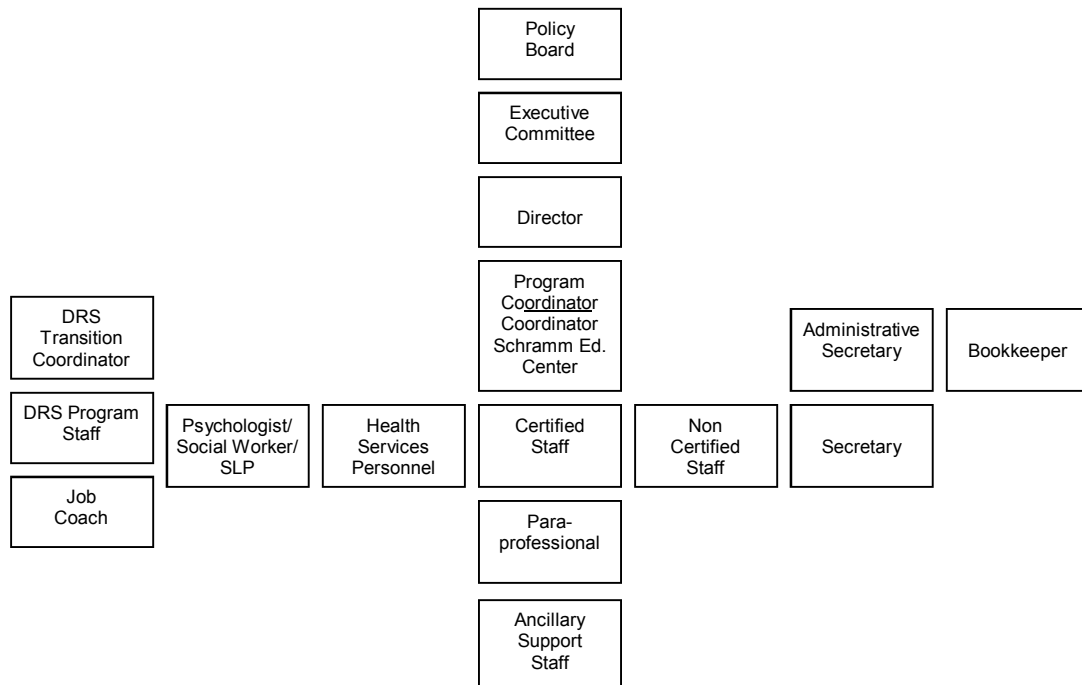 Policy
Board
Executive
Committee
Director
Program
Coordinator
Coordinator
Schramm Ed.
Center
DRS
Transition
Coordinator
Administrative
Secretary
Bookkeeper
DRS Program
Staff
Psychologist/
Social Worker/
SLP
Health
Services
Personnel
Certified
Staff
Non
Certified
Staff
Secretary
Job
Coach
Para-
professional
Ancillary
Support
Staff